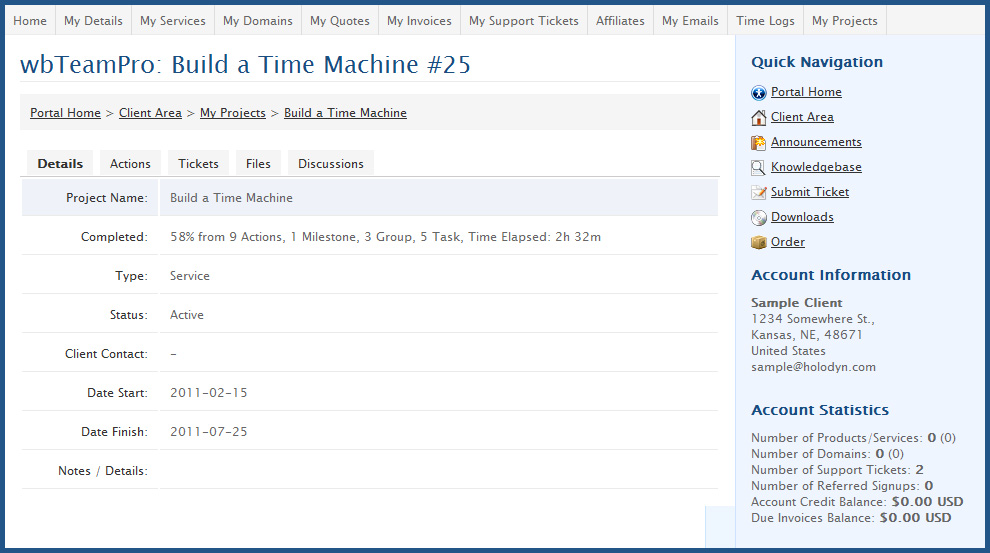 Home My Details My Services My Domains My Quotes My Invoices My Support Tickets Affiliates My Emails Time Logs My Projects
wbTeamPro: Build a Time Machine #25
Portal Home > Client Area > My Projects > Build a Time Machine
Details Actions Tickets Files Discussions
Project Name: Build a Time Machine
Completed: 58% from 9 Actions, 1 Milestone, 3 Group, 5 Task, Time Elapsed: 2h 32m
Type: Service
Status: Active
Client Contact: –
Date Start: 2011-02-15
Date Finish: 2011-07-25
Notes / Details:
Quick Navigation
Portal Home
Client Area
Announcements
Knowledgebase
Submit Ticket
Downloads
Order
Account Information
Sample Client
1234 Somewhere St.,
Kansas, NE, 48671
United States
sample@holodyn.com
Account Statistics
Number of Products/Services: 0 (0)
Number of Domains: 0 (0)
Number of Support Tickets: 2
Number of Referred Signups: 0
Account Credit Balance: $0.00 USD
Due Invoices Balance: $0.00 USD